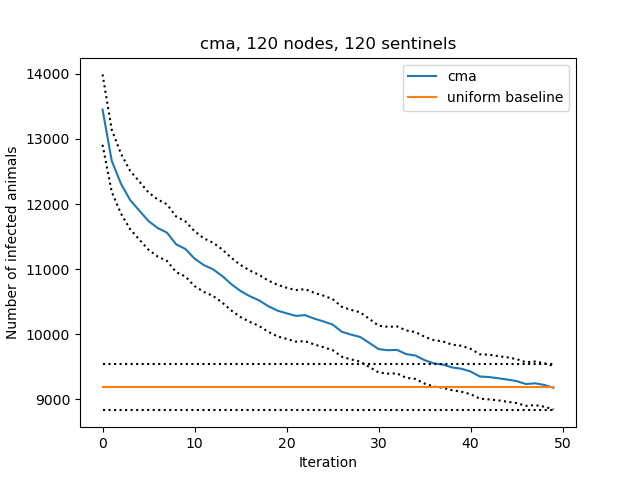 cma, 120 nodes, 120 sentinels
cma
uniform baseline
14000
13000
12000
11000
10000
9000
Number of infected animals
0 10 20 30 40 50
Iteration